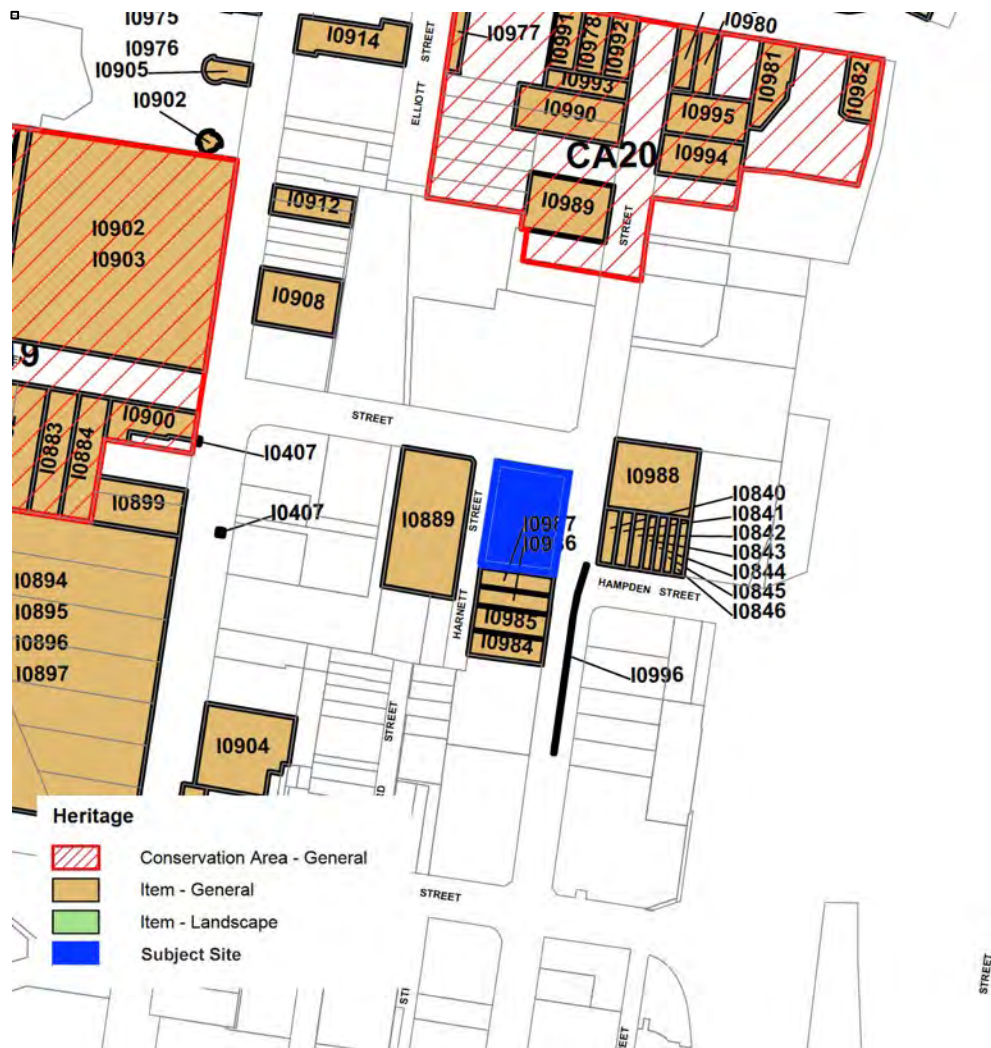 I0975
I0976
I0905
I0902
I0914
ELLIOTT
STREET
I0977
I0991
I0978
I0992
I0980
I0981
I0982
I0993
I0990
I0995
I0994
CA20
I0989
STREET
I0912
I0902
I0903
I0908
9
STREET
I0883
I0884
I0900
I0407
I0899
I0407
I0889
STREET
HARNETT
I0987
I0985
I0984
I0988
I0840
I0841
I0842
I0843
I0844
I0845
I0846
HAMPDEN STREET
I0996
I0894
I0895
I0896
I0897
I0904
STREET
RD
Heritage
Conservation Area - General
Item - General
Item - Landscape
Subject Site
STREET
STREET